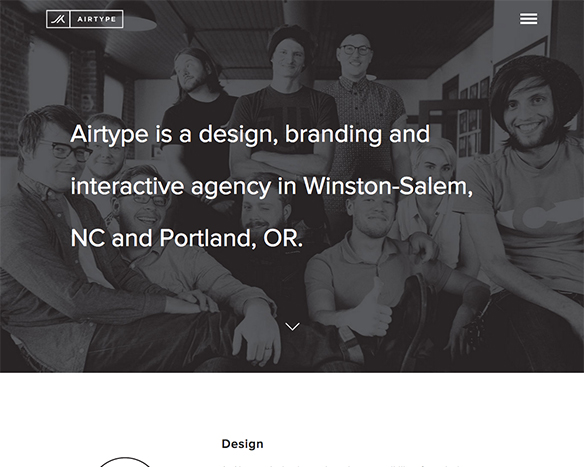 AIRTYPE
Airtype is a design, branding and
interactive agency in Winston-Salem,
NC and Portland, OR.
Design